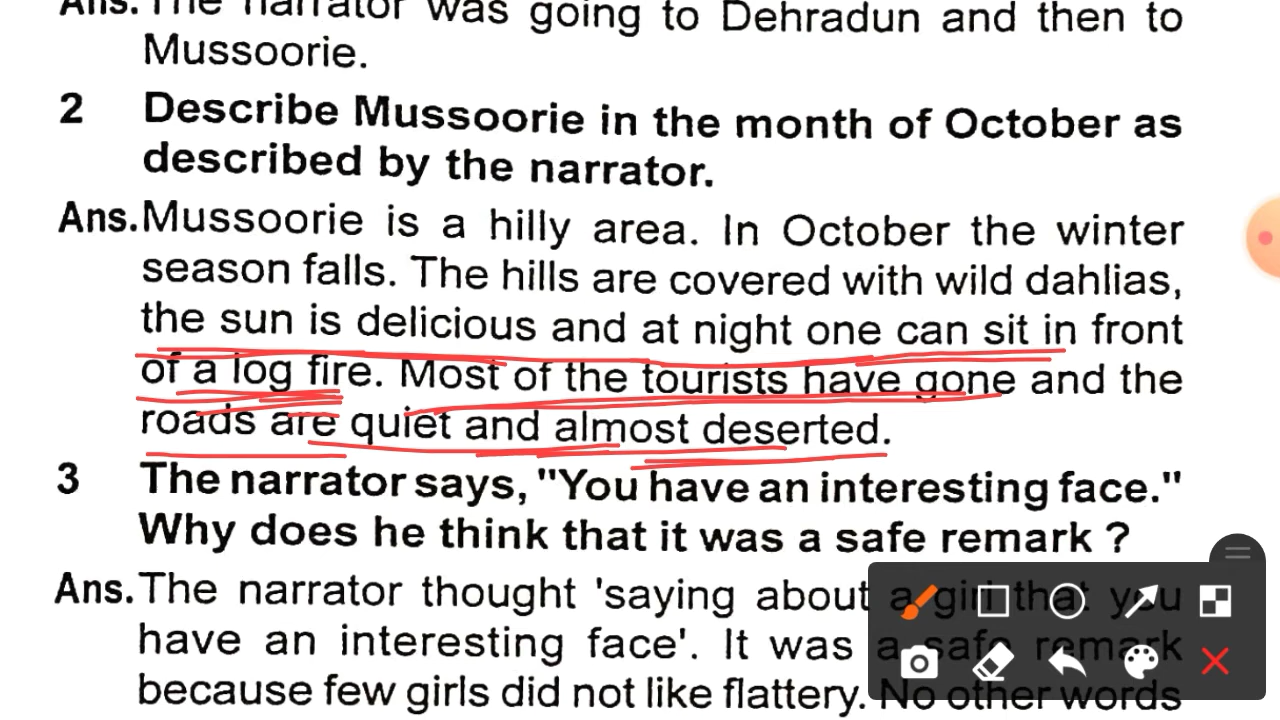 Ans. The narrator was going to Dehradun and then to
Mussoorie.
2 Describe Mussoorie in the month of October as
described by the narrator.
Ans. Mussoorie is a hilly area. In October the winter
season falls. The hills are covered with wild dahlias,
the sun is delicious and at night one can sit in front
of a log fire. Most of the tourists have gone and the
roads are quiet and almost deserted.
3 The narrator says, "You have an interesting face."
Why does he think that it was a safe remark ?
Ans. The narrator thought 'saying about a girl that you
have an interesting face'. It was a safe remark
because few girls did not like flattery. No other words